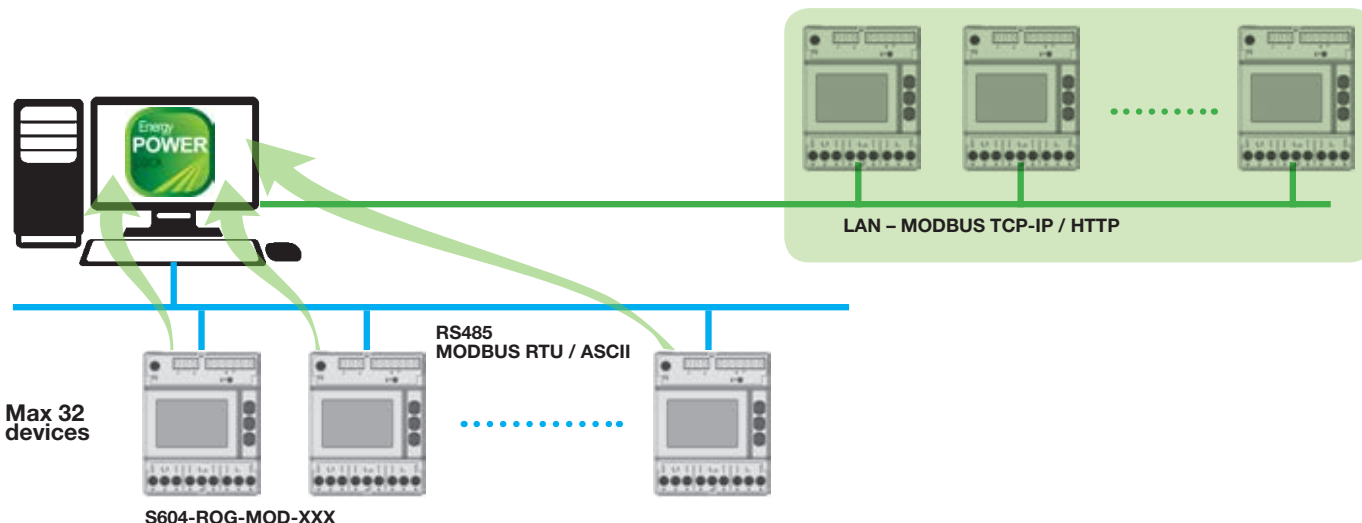 Energy
POWER
LAN – MODBUS TCP-IP / HTTP
RS485
MODBUS RTU / ASCII
Max 32
devices
S604-ROG-MOD-XXX